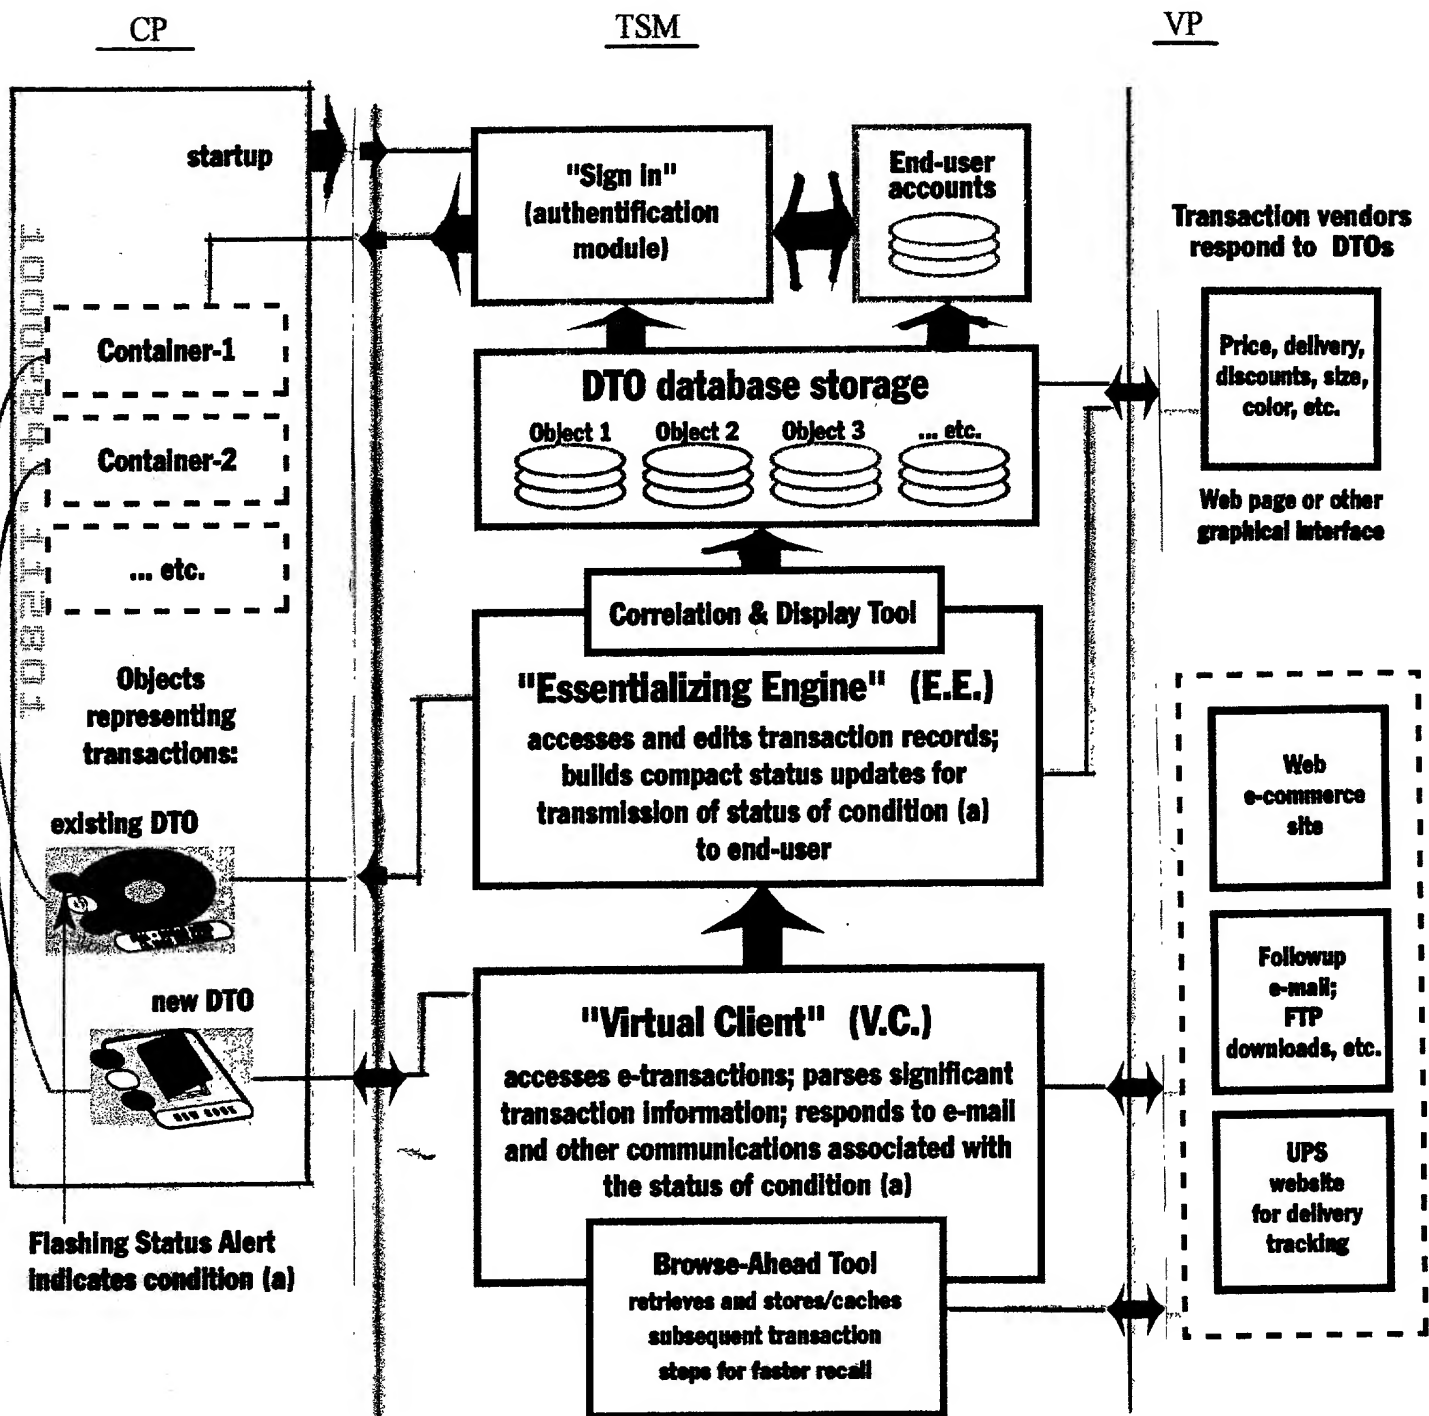 CP
TSM
VP
startup
"Sign in"
(authentification
module)
End-user
accounts
Transaction vendors
respond to DTOs
Container-1
Container-2
... etc.
DTO database storage
Object 1
Object 2
Object 3
... etc.
Price, delivery,
discounts, size,
color, etc.
Web page or other
graphical interface
Correlation & Display Tool
"Essentializing Engine" (E.E.)
accesses and edits transaction records;
builds compact status updates for
transmission of status of condition (a)
to end-user
Objects
representing
transactions:
existing DTO
new DTO
Flashing Status Alert
indicates condition (a)
"Virtual Client" (V.C.)
accesses e-transactions; parses significant
transaction information; responds to e-mail
and other communications associated with
the status of condition (a)
Browse-Ahead Tool
retrieves and stores/caches
subsequent transaction
steps for faster recall
Web
e-commerce
site
Followup
e-mail;
FTP
downloads, etc.
UPS
website
for delivery
tracking